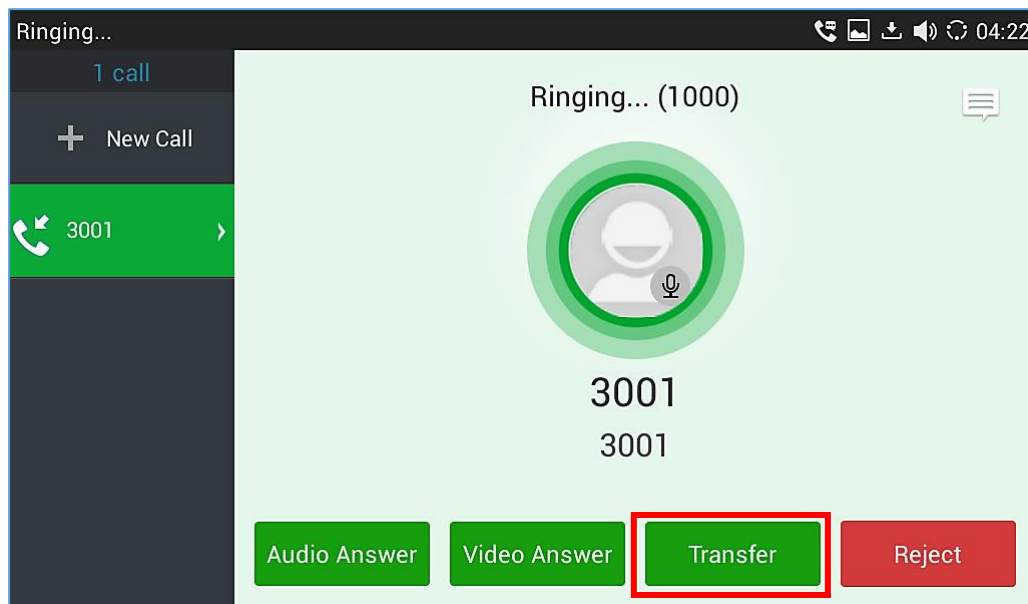 Ringing...
04:22
1 call
New Call
3001
Ringing... (1000)
3001
3001
Audio Answer
Video Answer
Transfer
Reject